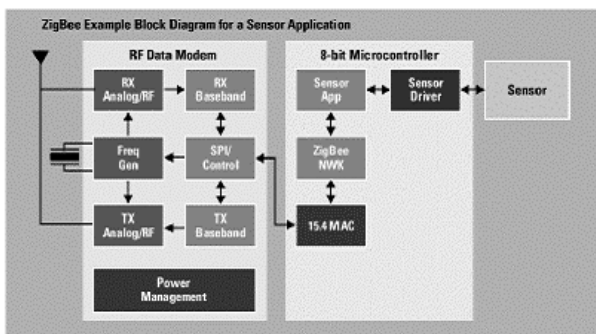 ZigBee Example Block Diagram for a Sensor Application
RF Data Modem
8-bit Microcontroller
RX
Analog/RF
RX
Baseband
Sensor
App
Sensor
Driver
Sensor
Freq
Gen
SPI/
Control
ZigBee
NWK
TX
Analog/RF
TX
Baseband
15.4 MAC
Power
Management